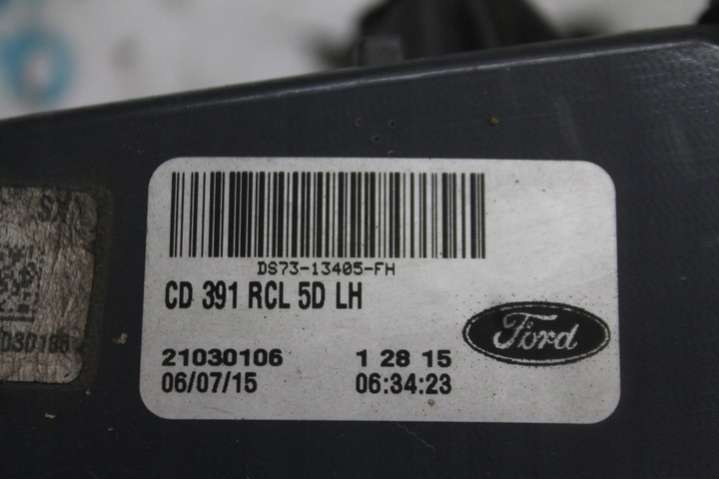 DS73-13405-FH
CD 391 RCL 5D LH
Ford
21030106 1 28 15
06/07/15 06:34:23